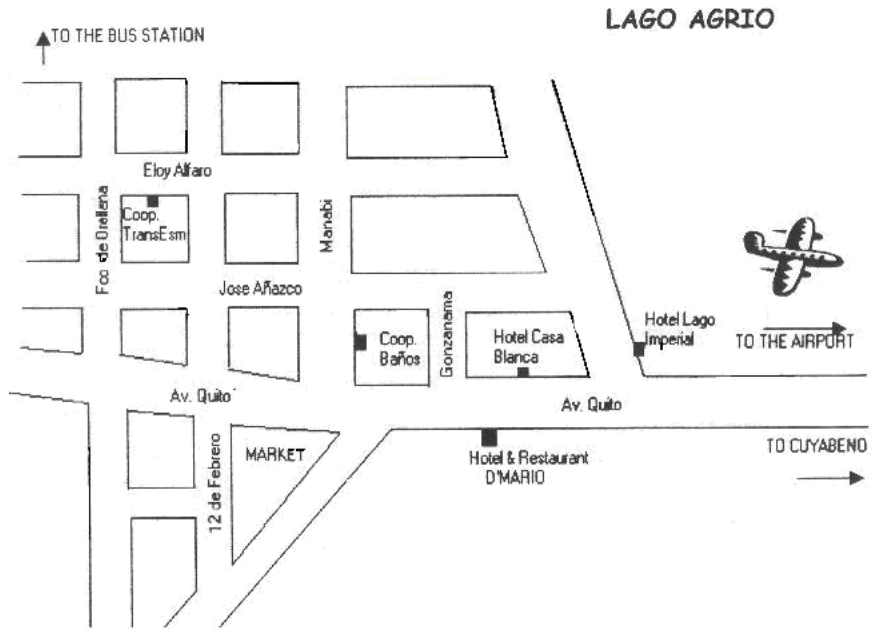 LAGO AGRIO
TO THE BUS STATION
Eloy Alfaro
Fco de Orallena
Coop.
TransEsm
Manabi
Jose Añazco
Coop.
Baños
Gonzanama
Hotel Casa
Blanca
Hotel Lago
Imperial
TO THE AIRPORT
Av. Quito
Av. Quito
12 de Febrero
MARKET
Hotel & Restaurant
D'MARIO
TO CUYABENO